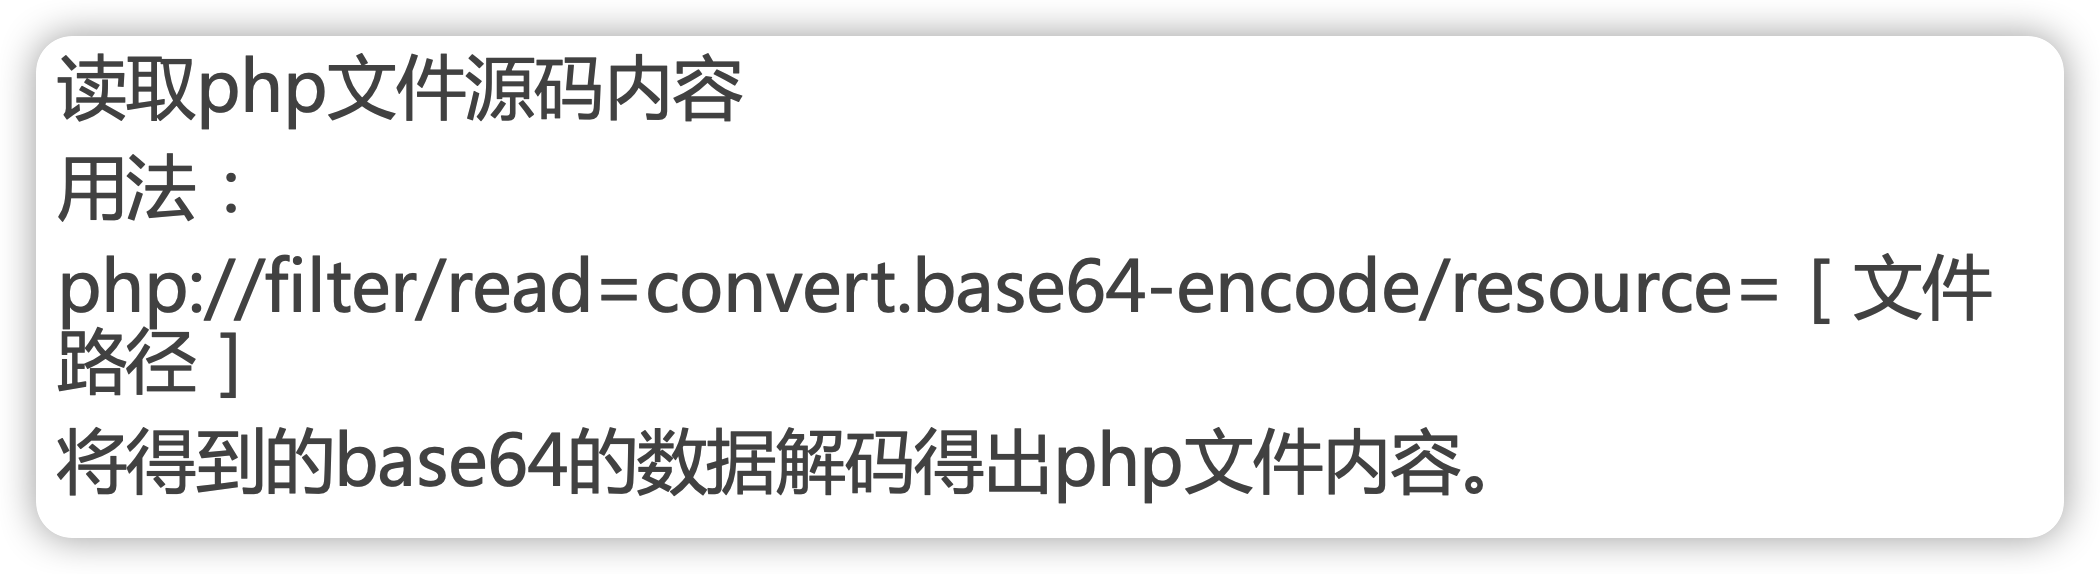 读取php文件源码内容
用法：
php://filter/read=convert.base64-encode/resource= [ 文件
路径 ]
将得到的base64的数据解码得出php文件内容。